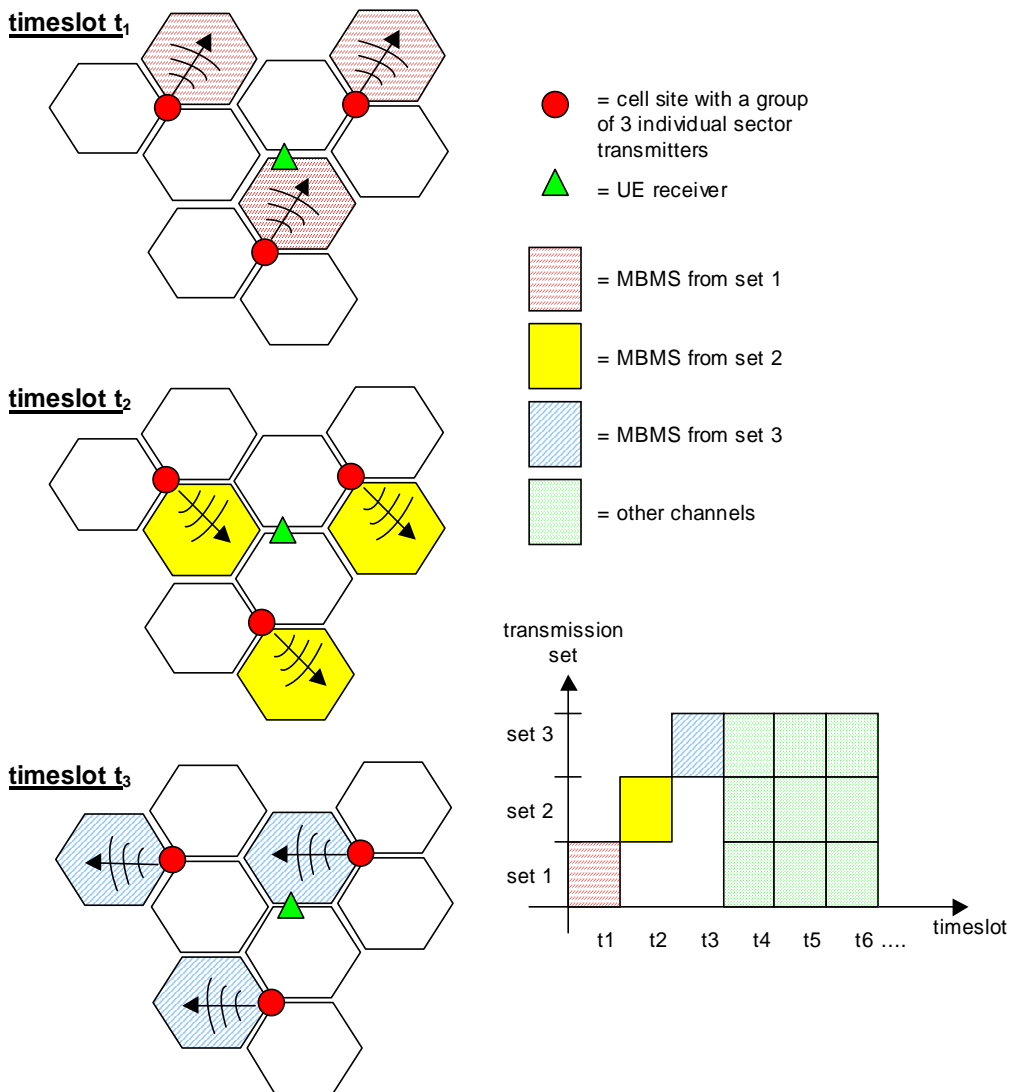 timeslot t1
= cell site with a group
of 3 individual sector
transmitters
= UE receiver
= MBMS from set 1
= MBMS from set 2
= MBMS from set 3
= other channels
timeslot t2
timeslot t3
transmission
set
set 3
set 2
set 1
t1 t2 t3 t4 t5 t6 ....
timeslot